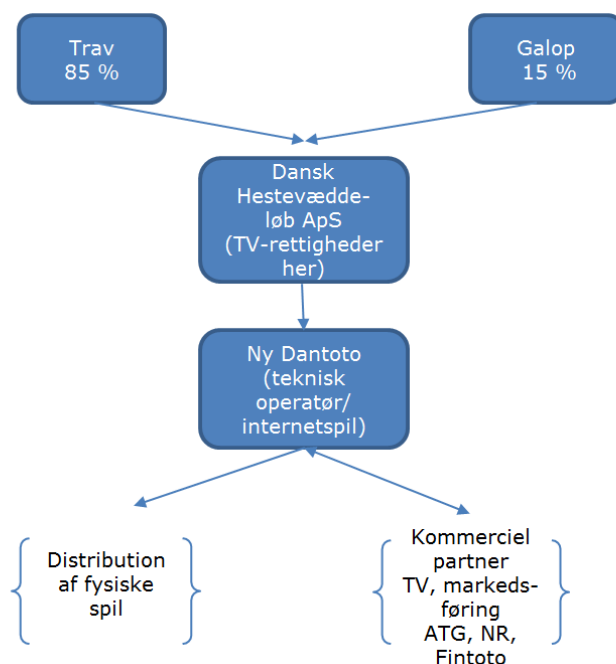 Trav
85 %
Galop
15 %
Dansk
Hestevædde-
løb ApS
(TV-rettigheder
her)
Ny Dantoto
(teknisk
operatør/
internetspil)
Distribution
af fysiske
spil
Kommerciel
partner
TV, markeds-
føring
ATG, NR,
Fintoto